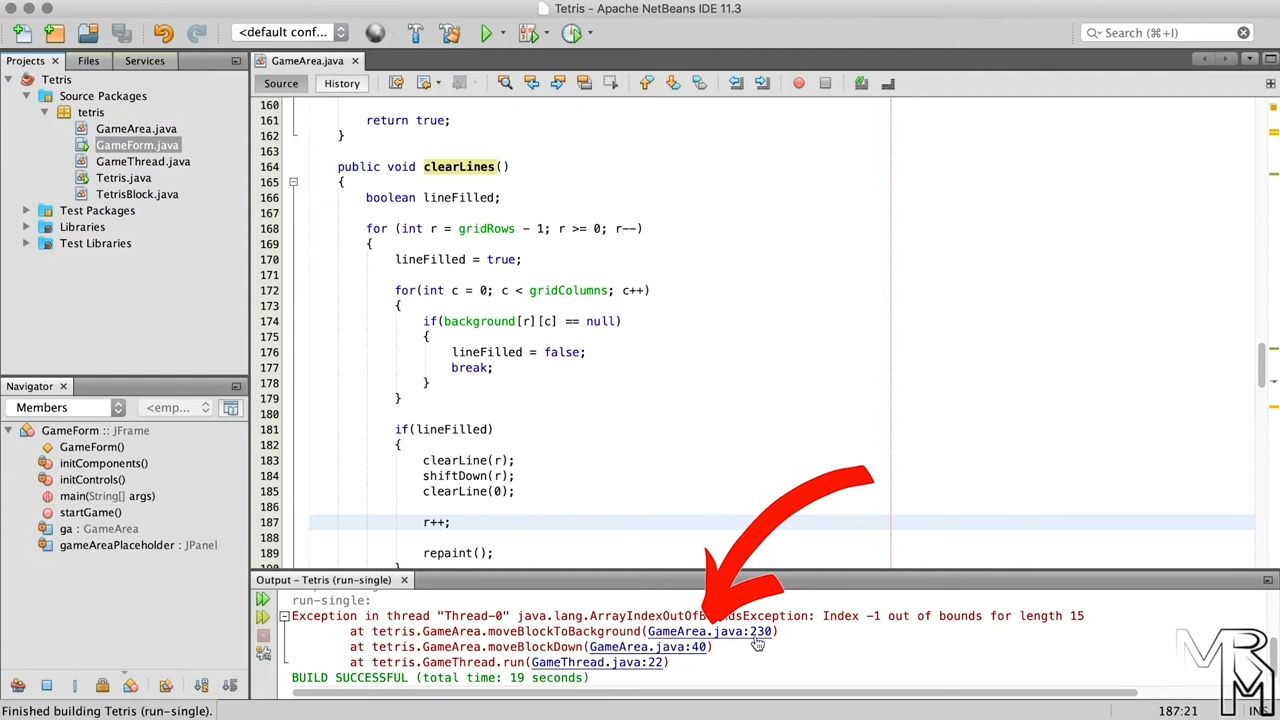 Tetris - Apache NetBeans IDE 11.3
<default conf...
Search (⌘+I)
Projects
Files
Services
GameArea.java
Source
History
Tetris
Source Packages
tetris
GameArea.java
GameForm.java
GameThread.java
Tetris.java
TetrisBlock.java
Test Packages
Libraries
Test Libraries
Navigator
Members
<emp...
GameForm :: JFrame
GameForm()
initComponents()
initControls()
main(String[] args)
startGame()
ga : GameArea
gameAreaPlaceholder : JPanel
160
161 return true;
162 }
163
164 public void clearLines()
165 {
166 boolean lineFilled;
167
168 for (int r = gridRows - 1; r >= 0; r--)
169 {
170 lineFilled = true;
171
172 for(int c = 0; c < gridColumns; c++)
173 {
174 if(background[r][c] == null)
175 {
176 lineFilled = false;
177 break;
178 }
179 }
180
181 if(lineFilled)
182 {
183 clearLine(r);
184 shiftDown(r);
185 clearLine(0);
186
187 r++;
188
189 repaint();
Output - Tetris (run-single)
run-single:
Exception in thread "Thread-0" java.lang.ArrayIndexOutOfBoundsException: Index -1 out of bounds for length 15
at tetris.GameArea.moveBlockToBackground(GameArea.java:230)
at tetris.GameArea.moveBlockDown(GameArea.java:40)
at tetris.GameThread.run(GameThread.java:22)
BUILD SUCCESSFUL (total time: 19 seconds)
Finished building Tetris (run-single).
187:21